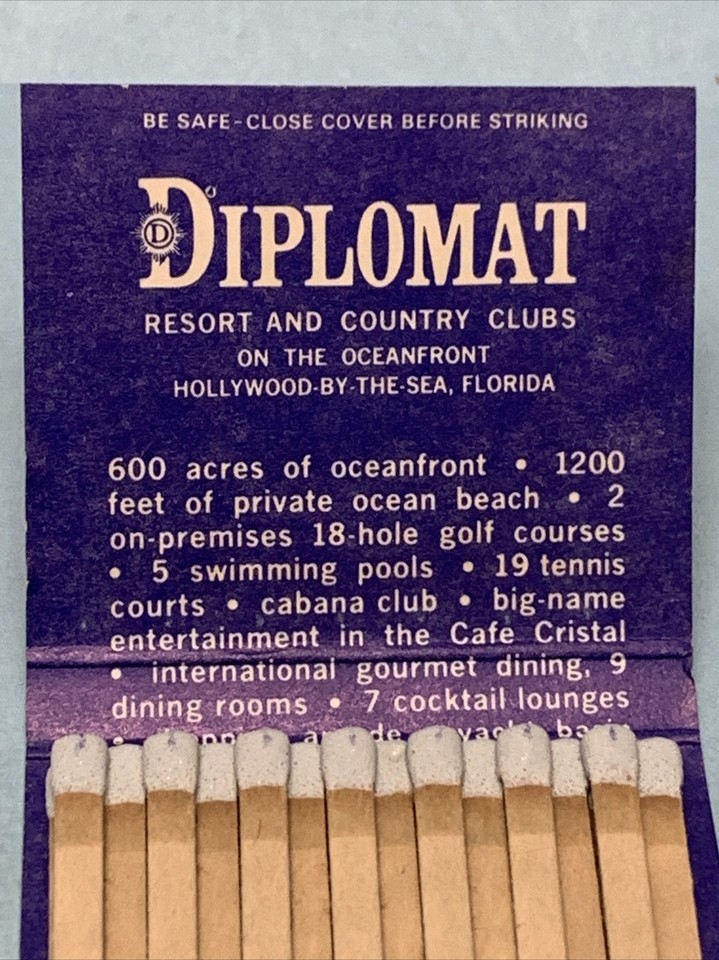 BE SAFE - CLOSE COVER BEFORE STRIKING
D
DIPLOMAT
RESORT AND COUNTRY CLUBS
ON THE OCEANFRONT
HOLLYWOOD-BY-THE-SEA, FLORIDA
600 acres of oceanfront • 1200
feet of private ocean beach • 2
on-premises 18-hole golf courses
• 5 swimming pools • 19 tennis
courts • cabana club • big-name
entertainment in the Cafe Cristal
• international gourmet dining, 9
dining rooms • 7 cocktail lounges